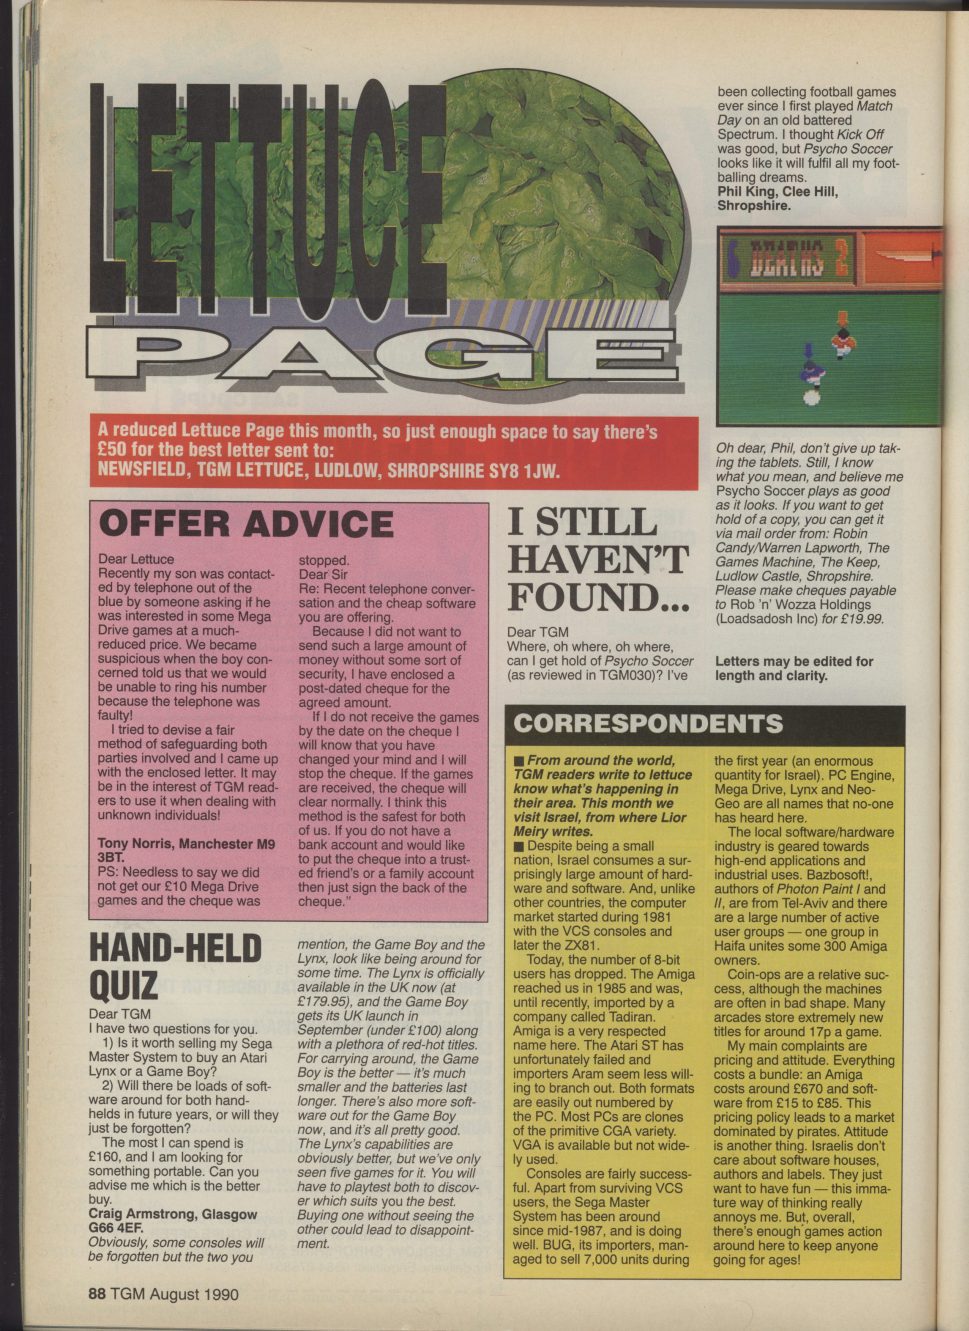 LETTUCE
PAGE
A reduced Lettuce Page this month, so just enough space to say there's
£50 for the best letter sent to:
NEWSFIELD, TGM LETTUCE, LUDLOW, SHROPSHIRE SY8 1JW.
OFFER ADVICE
Dear Lettuce
Recently my son was contact-
ed by telephone out of the
blue by someone asking if he
was interested in some Mega
Drive games at a much-
reduced price. We became
suspicious when the boy con-
cerned told us that we would
be unable to ring his number
because the telephone was
faulty!
I tried to devise a fair
method of safeguarding both
parties involved and I came up
with the enclosed letter. It may
be in the interest of TGM read-
ers to use it when dealing with
unknown individuals!
Tony Norris, Manchester M9
3BT.
PS: Needless to say we did
not get our £10 Mega Drive
games and the cheque was
stopped.
Dear Sir
Re: Recent telephone conver-
sation and the cheap software
you are offering.
Because I did not want to
send such a large amount of
money without some sort of
security, I have enclosed a
post-dated cheque for the
agreed amount.
If I do not receive the games
by the date on the cheque I
will know that you have
changed your mind and I will
stop the cheque. If the games
are received, the cheque will
clear normally. I think this
method is the safest for both
of us. If you do not have a
bank account and would like
to put the cheque into a trust-
ed friend's or a family account
then just sign the back of the
cheque."
HAND-HELD
QUIZ
Dear TGM
I have two questions for you.
1) Is it worth selling my Sega
Master System to buy an Atari
Lynx or a Game Boy?
2) Will there be loads of soft-
ware around for both hand-
helds in future years, or will they
just be forgotten?
The most I can spend is
£160, and I am looking for
something portable. Can you
advise me which is the better
buy.
Craig Armstrong, Glasgow
G66 4EF.
Obviously, some consoles will
be forgotten but the two you
mention, the Game Boy and the
Lynx, look like being around for
some time. The Lynx is officially
available in the UK now (at
£179.95), and the Game Boy
gets its UK launch in
September (under £100) along
with a plethora of red-hot titles.
For carrying around, the Game
Boy is the better — it's much
smaller and the batteries last
longer. There's also more soft-
ware out for the Game Boy
now, and it's all pretty good.
The Lynx's capabilities are
obviously better, but we've only
seen five games for it. You will
have to playtest both to discov-
er which suits you the best.
Buying one without seeing the
other could lead to disappoint-
ment.
I STILL
HAVEN'T
FOUND...
Dear TGM
Where, oh where, oh where,
can I get hold of Psycho Soccer
(as reviewed in TGM030)? I've
been collecting football games
ever since I first played Match
Day on an old battered
Spectrum. I thought Kick Off
was good, but Psycho Soccer
looks like it will fulfil all my foot-
balling dreams.
Phil King, Clee Hill,
Shropshire.
6 DEATHS 2
Oh dear, Phil, don't give up tak-
ing the tablets. Still, I know
what you mean, and believe me
Psycho Soccer plays as good
as it looks. If you want to get
hold of a copy, you can get it
via mail order from: Robin
Candy/Warren Lapworth, The
Games Machine, The Keep,
Ludlow Castle, Shropshire.
Please make cheques payable
to Rob 'n' Wozza Holdings
(Loadsadosh Inc) for £19.99.
Letters may be edited for
length and clarity.
CORRESPONDENTS
■ From around the world,
TGM readers write to lettuce
know what's happening in
their area. This month we
visit Israel, from where Lior
Meiry writes.
■ Despite being a small
nation, Israel consumes a sur-
prisingly large amount of hard-
ware and software. And, unlike
other countries, the computer
market started during 1981
with the VCS consoles and
later the ZX81.
Today, the number of 8-bit
users has dropped. The Amiga
reached us in 1985 and was,
until recently, imported by a
company called Tadiran.
Amiga is a very respected
name here. The Atari ST has
unfortunately failed and
importers Aram seem less will-
ing to branch out. Both formats
are easily out numbered by
the PC. Most PCs are clones
of the primitive CGA variety.
VGA is available but not wide-
ly used.
Consoles are fairly success-
ful. Apart from surviving VCS
users, the Sega Master
System has been around
since mid-1987, and is doing
well. BUG, its importers, man-
aged to sell 7,000 units during
the first year (an enormous
quantity for Israel). PC Engine,
Mega Drive, Lynx and Neo-
Geo are all names that no-one
has heard here.
The local software/hardware
industry is geared towards
high-end applications and
industrial uses. Bazbosoft!,
authors of Photon Paint I and
II, are from Tel-Aviv and there
are a large number of active
user groups — one group in
Haifa unites some 300 Amiga
owners.
Coin-ops are a relative suc-
cess, although the machines
are often in bad shape. Many
arcades store extremely new
titles for around 17p a game.
My main complaints are
pricing and attitude. Everything
costs a bundle: an Amiga
costs around £670 and soft-
ware from £15 to £85. This
pricing policy leads to a market
dominated by pirates. Attitude
is another thing. Israelis don't
care about software houses,
authors and labels. They just
want to have fun — this imma-
ture way of thinking really
annoys me. But, overall,
there's enough games action
around here to keep anyone
going for ages!
88 TGM August 1990